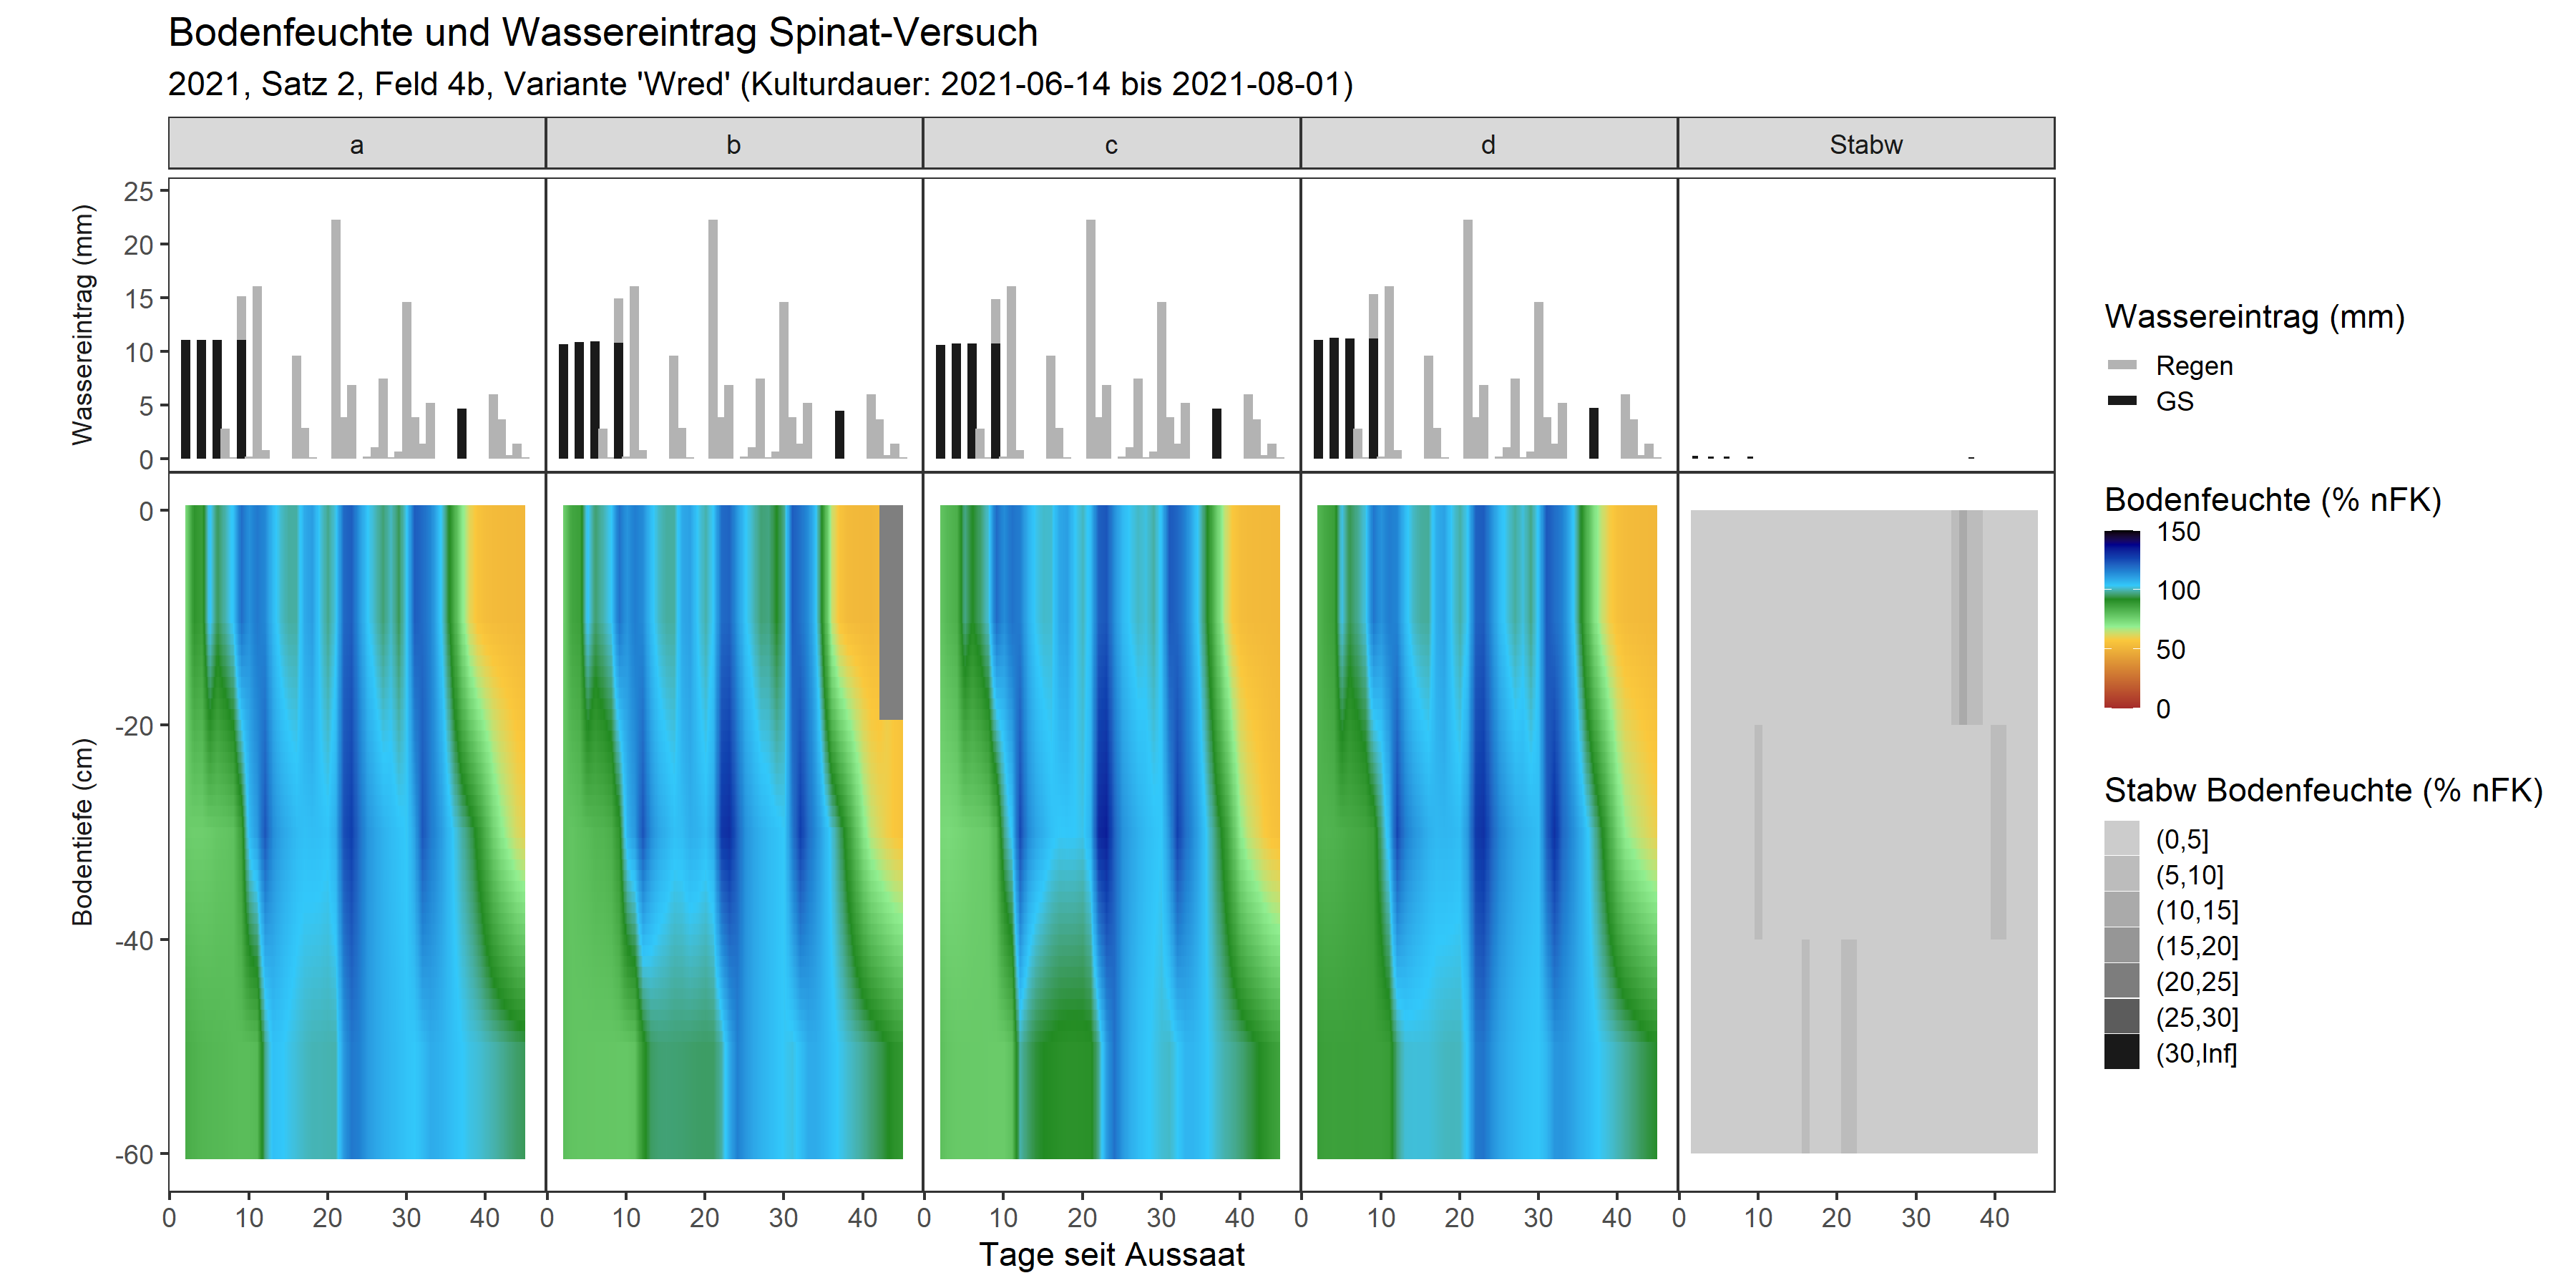 Bodenfeuchte und Wassereintrag Spinat-Versuch
2021, Satz 2, Feld 4b, Variante 'Wred' (Kulturdauer: 2021-06-14 bis 2021-08-01)
a b c d Stabw
Wassereintrag (mm)
25
20
15
10
5
0
Bodentiefe (cm)
0
-20
-40
-60
0 10 20 30 40 0 10 20 30 40 0 10 20 30 40 0 10 20 30 40 0 10 20 30 40
Tage seit Aussaat
Wassereintrag (mm)
Regen
GS
Bodenfeuchte (% nFK)
150
100
50
0
Stabw Bodenfeuchte (% nFK)
(0,5]
(5,10]
(10,15]
(15,20]
(20,25]
(25,30]
(30,Inf]